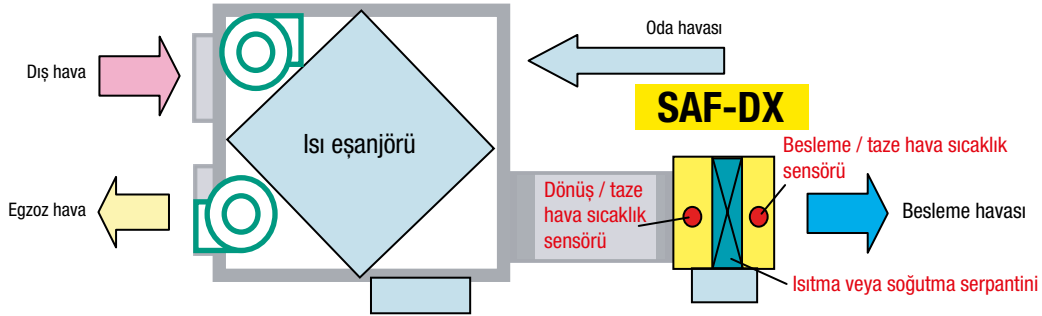 Oda havası
Dış hava
SAF-DX
Isı eşanjörü
Besleme / taze hava sıcaklık
sensörü
Dönüş / taze
hava sıcaklık
sensörü
Egzoz hava
Besleme havası
Isıtma veya soğutma serpantini